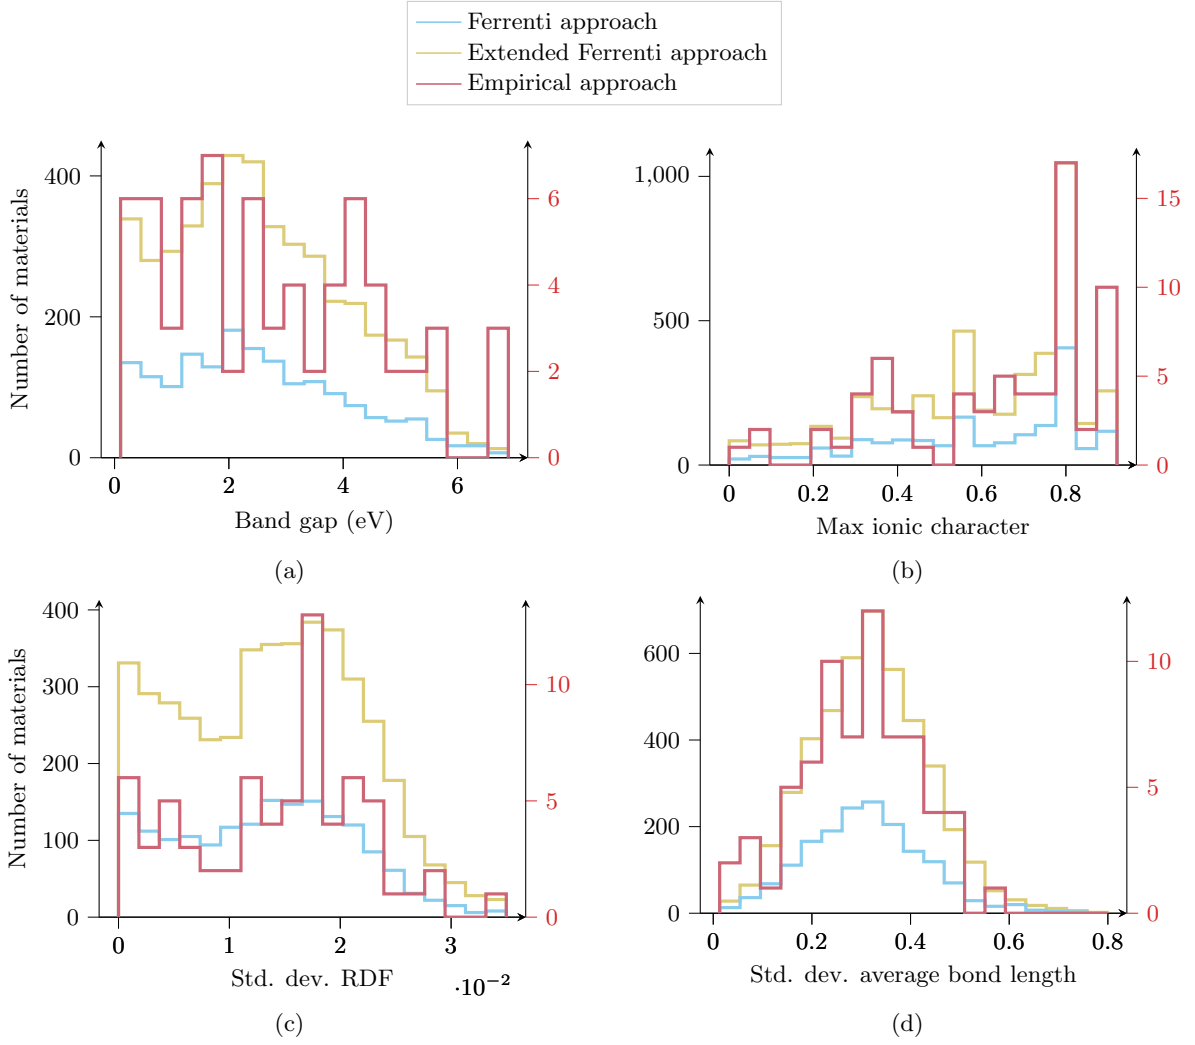 Ferrenti approach
Extended Ferrenti approach
Empirical approach
400
200
0
Number of materials
6
4
2
0
0 2 4 6
Band gap (eV)
(a)
1,000
500
0
15
10
5
0
0 0.2 0.4 0.6 0.8
Max ionic character
(b)
400
300
200
100
0
Number of materials
10
5
0
0 1 2 3
Std. dev. RDF
·10⁻²
(c)
600
400
200
0
10
5
0
0 0.2 0.4 0.6 0.8
Std. dev. average bond length
(d)